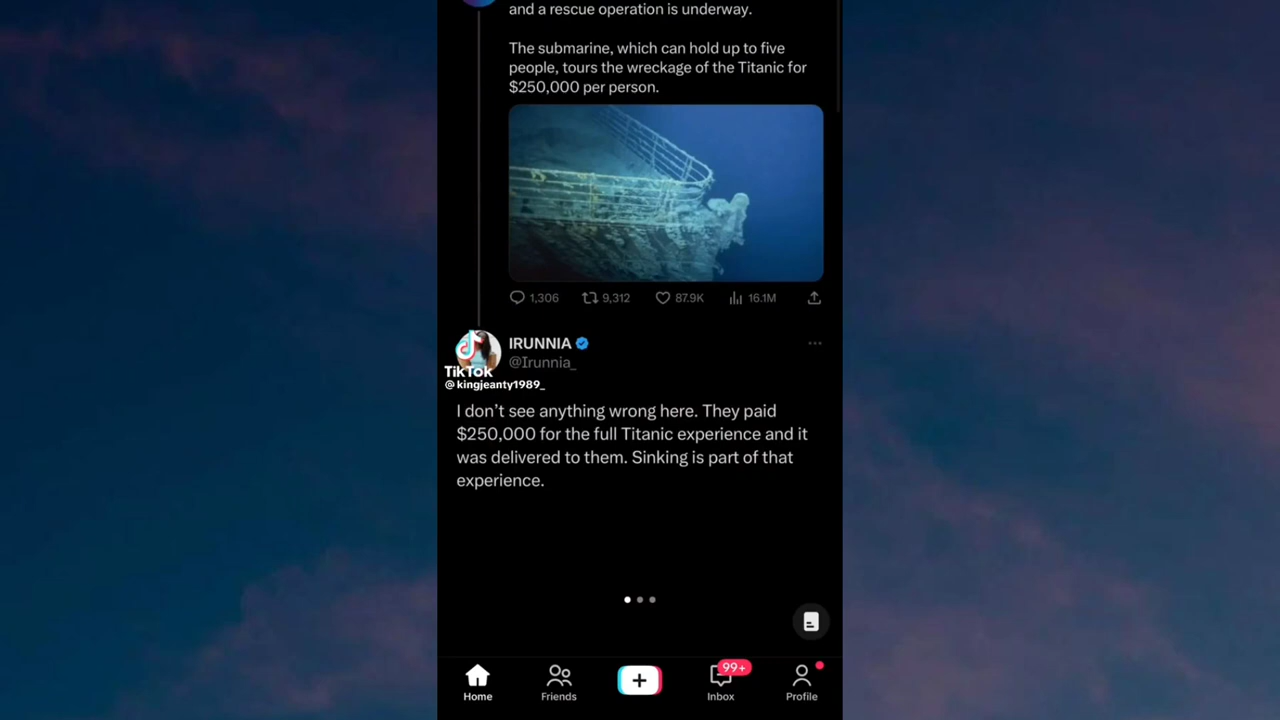 and a rescue operation is underway.
The submarine, which can hold up to five
people, tours the wreckage of the Titanic for
$250,000 per person.
1,306 9,312 87.9K 16.1M
IRUNNIA
@Irunnia_
TikTok
@kingjeanty1989_
I don’t see anything wrong here. They paid
$250,000 for the full Titanic experience and it
was delivered to them. Sinking is part of that
experience.
99+
Home Friends Inbox Profile